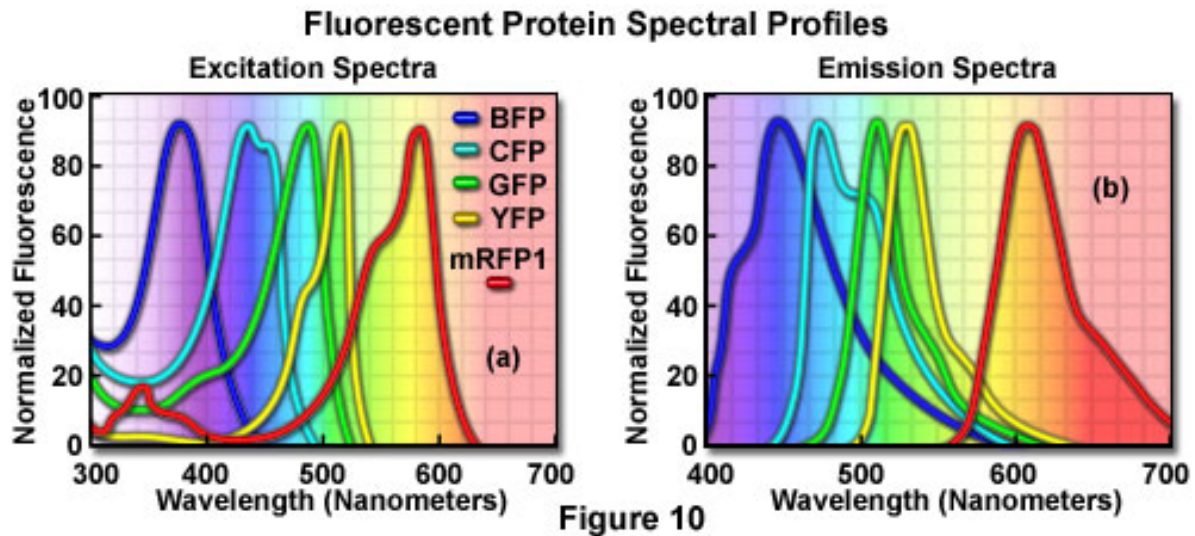 Fluorescent Protein Spectral Profiles
Excitation Spectra
Normalized Fluorescence
100
80
60
40
20
0
BFP
CFP
GFP
YFP
mRFP1
(a)
300 400 500 600 700
Wavelength (Nanometers)
Emission Spectra
Normalized Fluorescence
100
80
60
40
20
0
(b)
400 500 600 700
Wavelength (Nanometers)
Figure 10